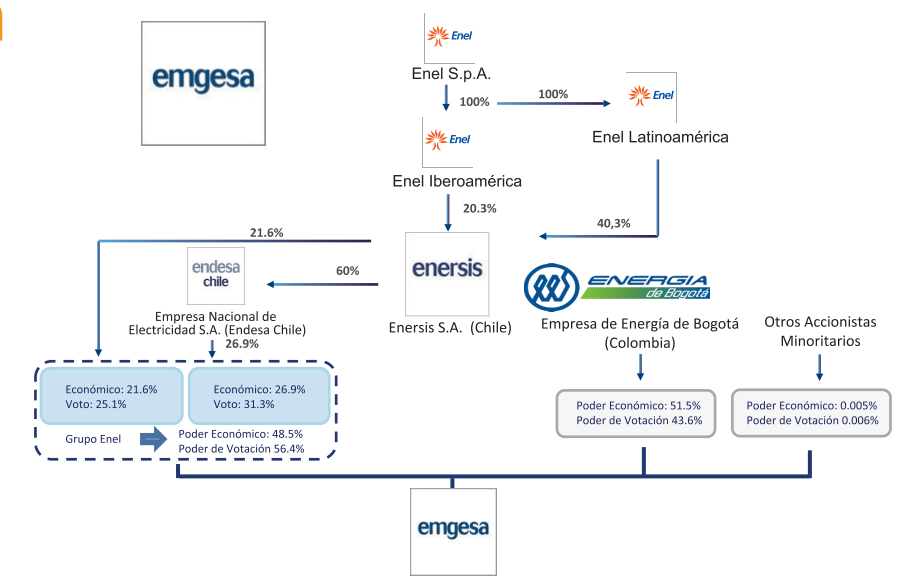 emgesa
Enel
Enel S.p.A.
100%
100%
Enel
Enel Latinoamérica
Enel
Enel Iberoamérica
20.3%
40,3%
21.6%
enersis
Enersis S.A. (Chile)
60%
endesa
chile
Empresa Nacional de
Electricidad S.A. (Endesa Chile)
26.9%
ENERGIA
de Bogotá
Empresa de Energía de Bogotá
(Colombia)
Otros Accionistas
Minoritarios
Económico: 21.6%
Voto: 25.1%
Económico: 26.9%
Voto: 31.3%
Grupo Enel
Poder Económico: 48.5%
Poder de Votación 56.4%
Poder Económico: 51.5%
Poder de Votación 43.6%
Poder Económico: 0.005%
Poder de Votación 0.006%
emgesa